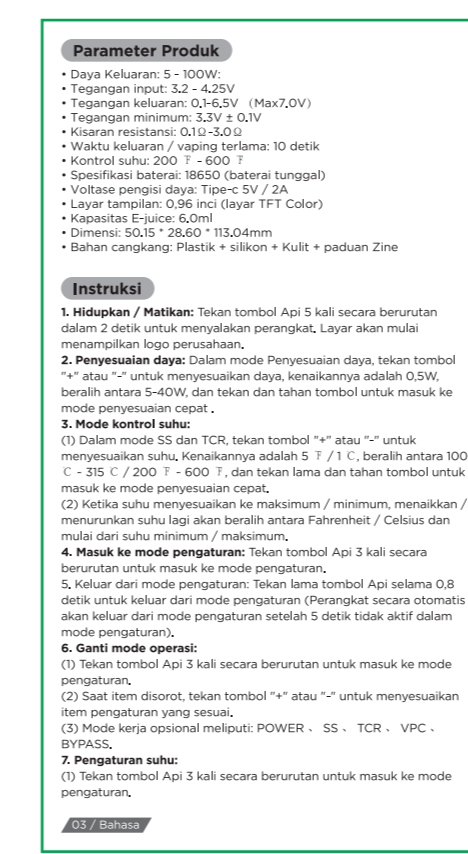 Parameter Produk
• Daya Keluaran: 5 - 100W:
• Tegangan input: 3.2 - 4.25V
• Tegangan keluaran: 0.1-6.5V （Max7.0V）
• Tegangan minimum: 3.3V ± 0.1V
• Kisaran resistansi: 0.1Ω-3.0Ω
• Waktu keluaran / vaping terlama: 10 detik
• Kontrol suhu: 200 ℉ - 600 ℉
• Spesifikasi baterai: 18650 (baterai tunggal)
• Voltase pengisi daya: Tipe-c 5V / 2A
• Layar tampilan: 0,96 inci (layar TFT Color)
• Kapasitas E-juice: 6.0ml
• Dimensi: 50.15 * 28.60 * 113.04mm
• Bahan cangkang: Plastik + silikon + Kulit + paduan Zine
Instruksi
1. Hidupkan / Matikan: Tekan tombol Api 5 kali secara berurutan
dalam 2 detik untuk menyalakan perangkat. Layar akan mulai
menampilkan logo perusahaan.
2. Penyesuaian daya: Dalam mode Penyesuaian daya, tekan tombol
"+" atau "-" untuk menyesuaikan daya, kenaikannya adalah 0,5W,
beralih antara 5-40W, dan tekan dan tahan tombol untuk masuk ke
mode penyesuaian cepat .
3. Mode kontrol suhu:
(1) Dalam mode SS dan TCR, tekan tombol "+" atau "-" untuk
menyesuaikan suhu. Kenaikannya adalah 5 ℉ / 1 ℃, beralih antara 100
℃ - 315 ℃ / 200 ℉ - 600 ℉, dan tekan lama dan tahan tombol untuk
masuk ke mode penyesuaian cepat.
(2) Ketika suhu menyesuaikan ke maksimum / minimum, menaikkan /
menurunkan suhu lagi akan beralih antara Fahrenheit / Celsius dan
mulai dari suhu minimum / maksimum.
4. Masuk ke mode pengaturan: Tekan tombol Api 3 kali secara
berurutan untuk masuk ke mode pengaturan.
5. Keluar dari mode pengaturan: Tekan lama tombol Api selama 0,8
detik untuk keluar dari mode pengaturan (Perangkat secara otomatis
akan keluar dari mode pengaturan setelah 5 detik tidak aktif dalam
mode pengaturan).
6. Ganti mode operasi:
(1) Tekan tombol Api 3 kali secara berurutan untuk masuk ke mode
pengaturan.
(2) Saat item disorot, tekan tombol "+" atau "-" untuk menyesuaikan
item pengaturan yang sesuai.
(3) Mode kerja opsional meliputi: POWER 、 SS 、 TCR 、 VPC 、
BYPASS.
7. Pengaturan suhu:
(1) Tekan tombol Api 3 kali secara berurutan untuk masuk ke mode
pengaturan.
03 / Bahasa